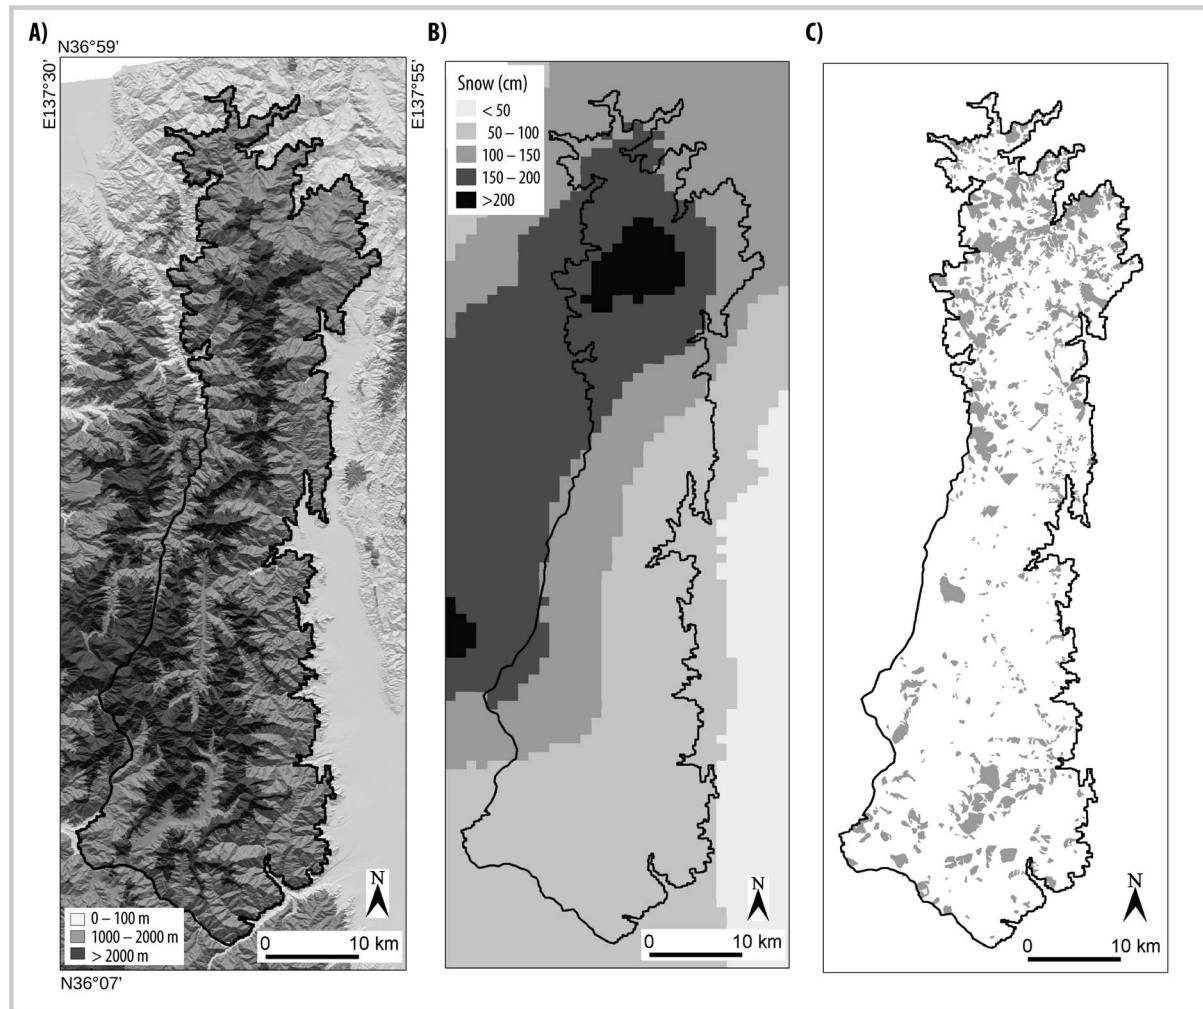 A)
N36°59’
E137°30’
E137°55’
0 – 100 m
1000 – 2000 m
> 2000 m
N
0 10 km
N36°07’
B)
Snow (cm)
< 50
50 – 100
100 – 150
150 – 200
>200
N
0 10 km
C)
N
0 10 km